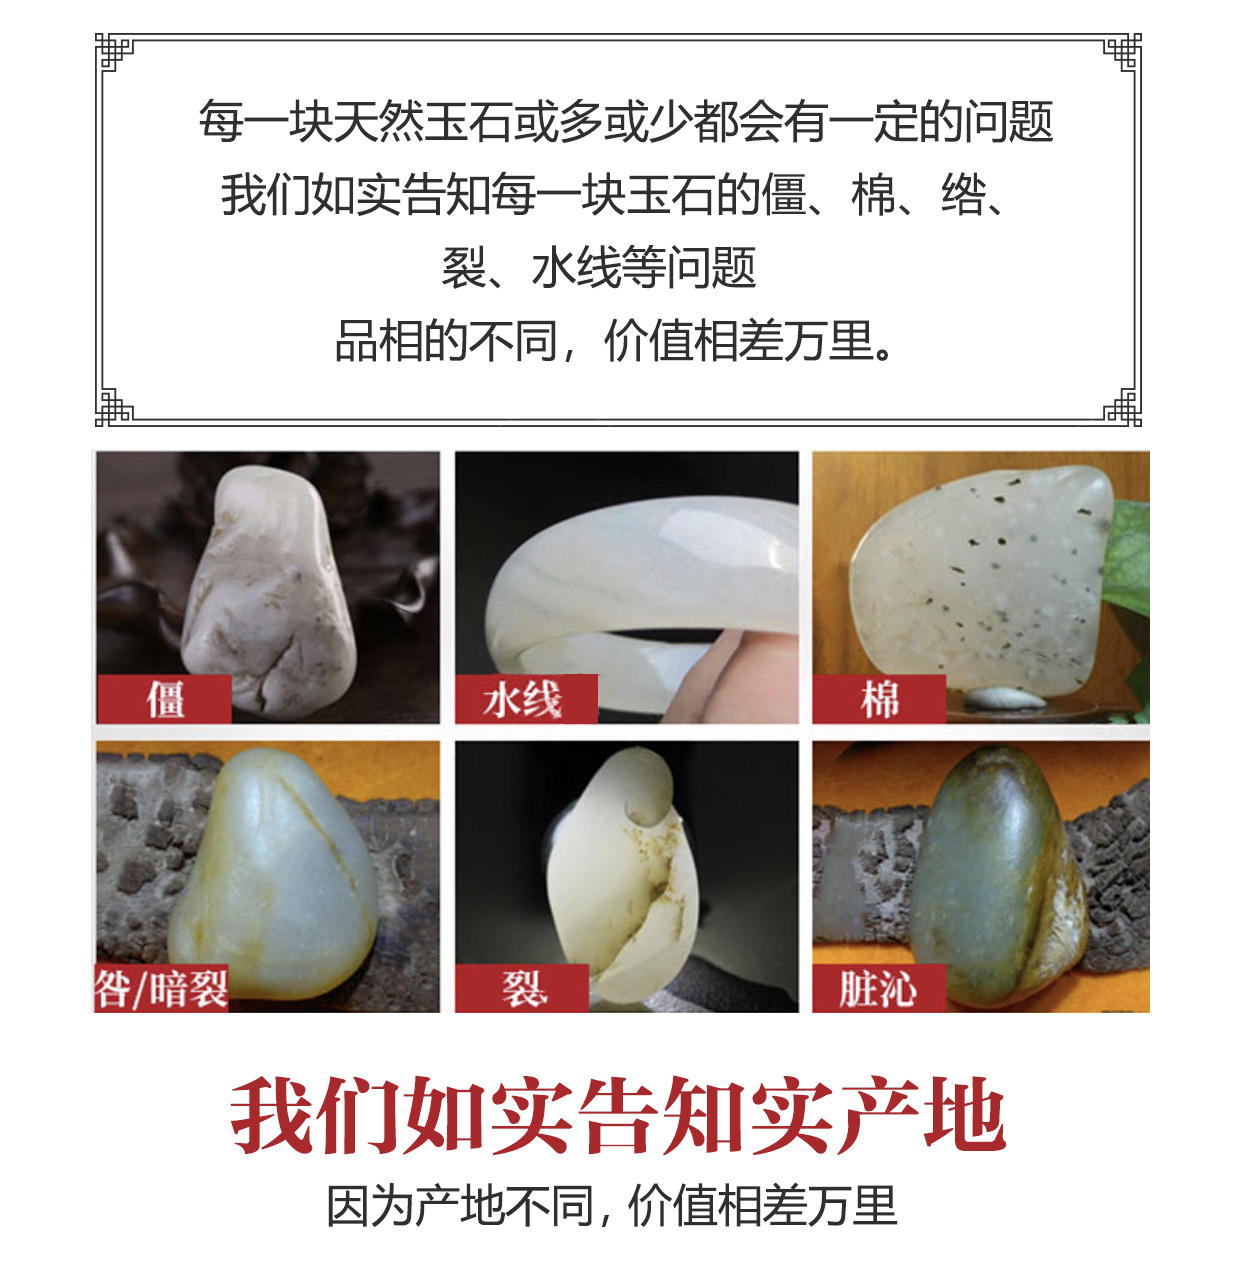 每一块天然玉石或多或少都会有一定的问题
我们如实告知每一块玉石的僵、棉、绺、
裂、水线等问题
品相的不同，价值相差万里。
僵
水线
棉
咎/暗裂
裂
脏沁
我们如实告知实产地
因为产地不同，价值相差万里